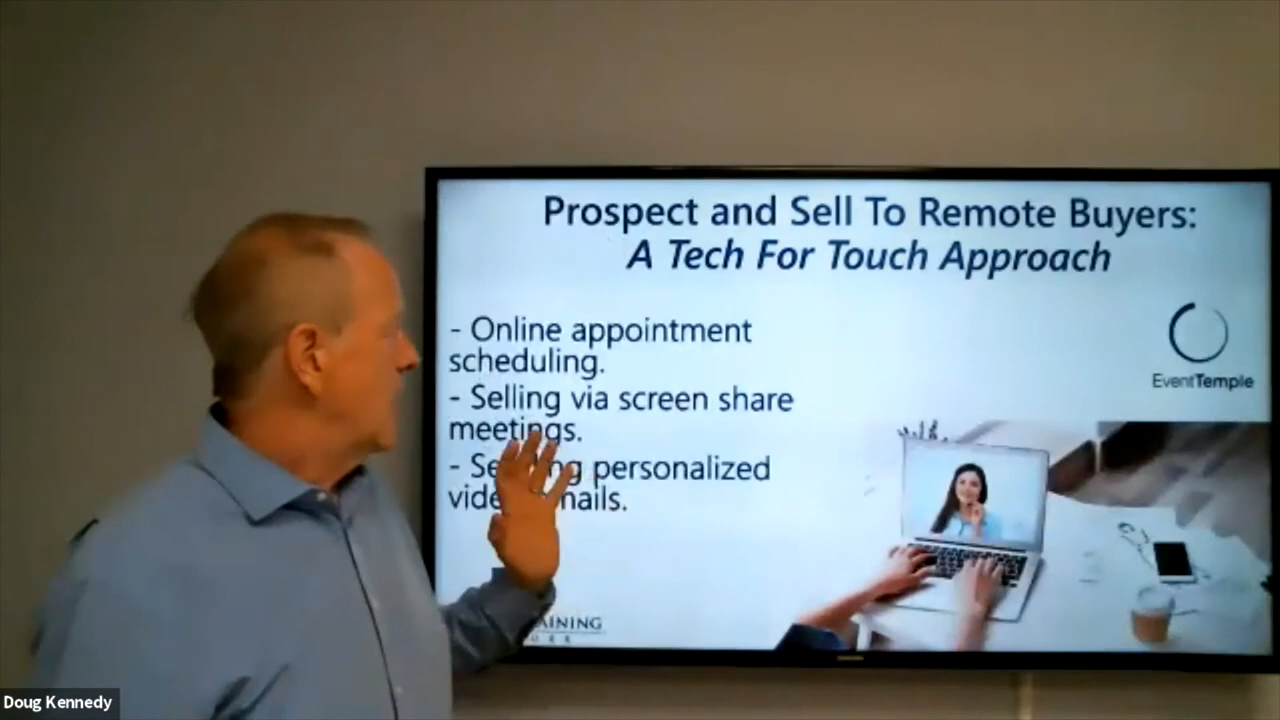 Prospect and Sell To Remote Buyers:
A Tech For Touch Approach
- Online appointment
scheduling.
- Selling via screen share
meetings.
personalized
EventTemple
Doug Kennedy